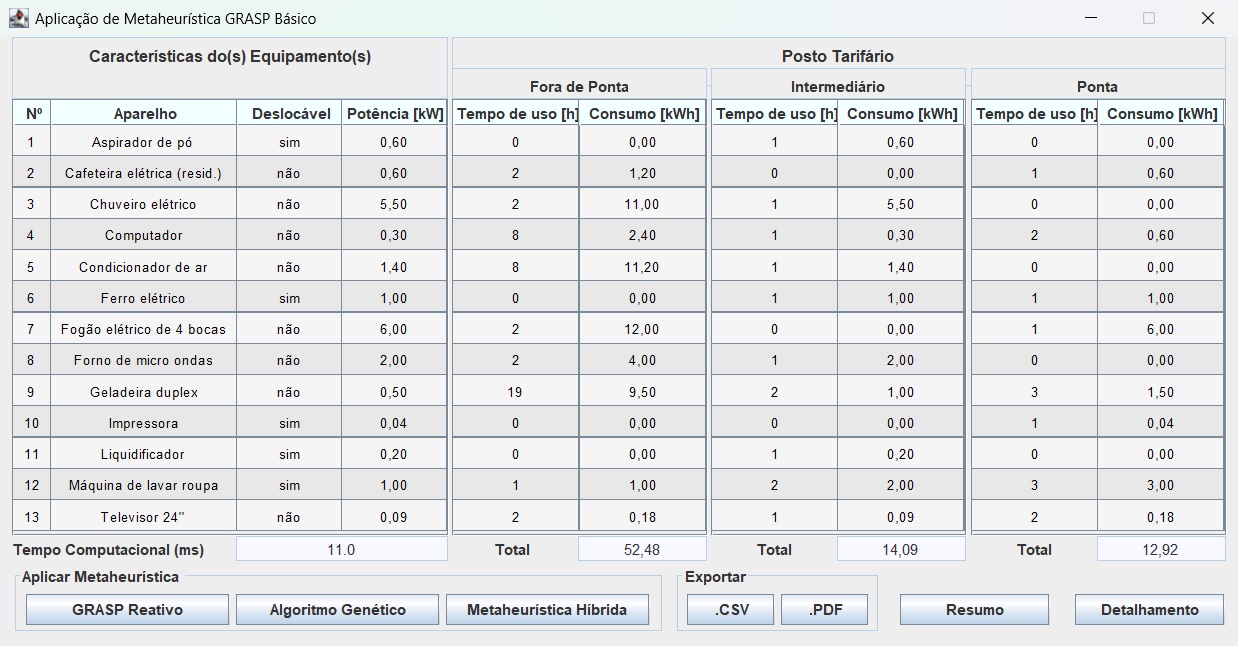 Aplicação de Metaheurística GRASP Básico
Características do(s) Equipamento(s) Posto Tarifário
Fora de Ponta Intermediário Ponta
Nº Aparelho Deslocável Potência [kW] Tempo de uso [h] Consumo [kWh] Tempo de uso [h] Consumo [kWh] Tempo de uso [h] Consumo [kWh]
1 Aspirador de pó sim 0,60 0 0,00 1 0,60 0 0,00
2 Cafeteira elétrica (resid.) não 0,60 2 1,20 0 0,00 1 0,60
3 Chuveiro elétrico não 5,50 2 11,00 1 5,50 0 0,00
4 Computador não 0,30 8 2,40 1 0,30 2 0,60
5 Condicionador de ar não 1,40 8 11,20 1 1,40 0 0,00
6 Ferro elétrico sim 1,00 0 0,00 1 1,00 1 1,00
7 Fogão elétrico de 4 bocas não 6,00 2 12,00 0 0,00 1 6,00
8 Forno de micro ondas não 2,00 2 4,00 1 2,00 0 0,00
9 Geladeira duplex não 0,50 19 9,50 2 1,00 3 1,50
10 Impressora sim 0,04 0 0,00 0 0,00 1 0,04
11 Liquidificador sim 0,20 0 0,00 1 0,20 0 0,00
12 Máquina de lavar roupa sim 1,00 1 1,00 2 2,00 3 3,00
13 Televisor 24" não 0,09 2 0,18 1 0,09 2 0,18
Tempo Computacional (ms) 11.0 Total 52,48 Total 14,09 Total 12,92
Aplicar Metaheurística Exportar
GRASP Reativo Algoritmo Genético Metaheurística Híbrida .CSV .PDF Resumo Detalhamento